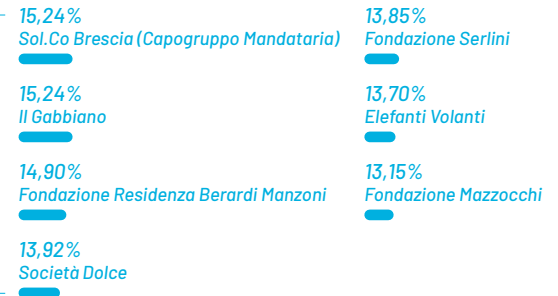 15,24%
Sol.Co Brescia (Capogruppo Mandataria)
15,24%
Il Gabbiano
14,90%
Fondazione Residenza Berardi Manzoni
13,92%
Società Dolce
13,85%
Fondazione Serlini
13,70%
Elefanti Volanti
13,15%
Fondazione Mazzocchi